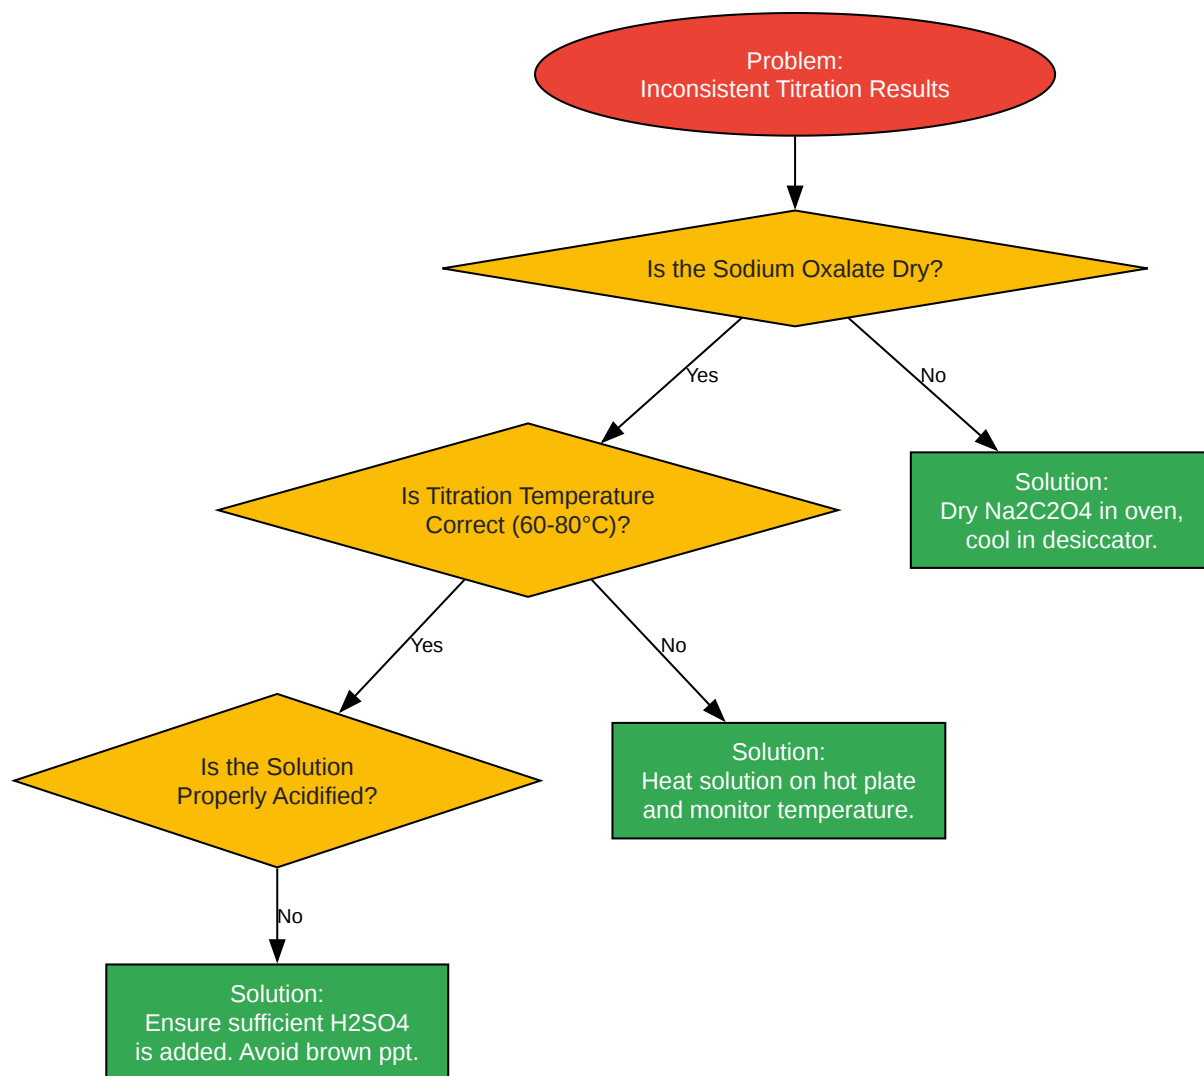 Problem:
Inconsistent Titration Results
Is the Sodium Oxalate Dry?
Yes
No
Is Titration Temperature
Correct (60-80°C)?
Solution:
Dry Na2C2O4 in oven,
cool in desiccator.
Yes
No
Is the Solution
Properly Acidified?
Solution:
Heat solution on hot plate
and monitor temperature.
No
Solution:
Ensure sufficient H2SO4
is added. Avoid brown ppt.